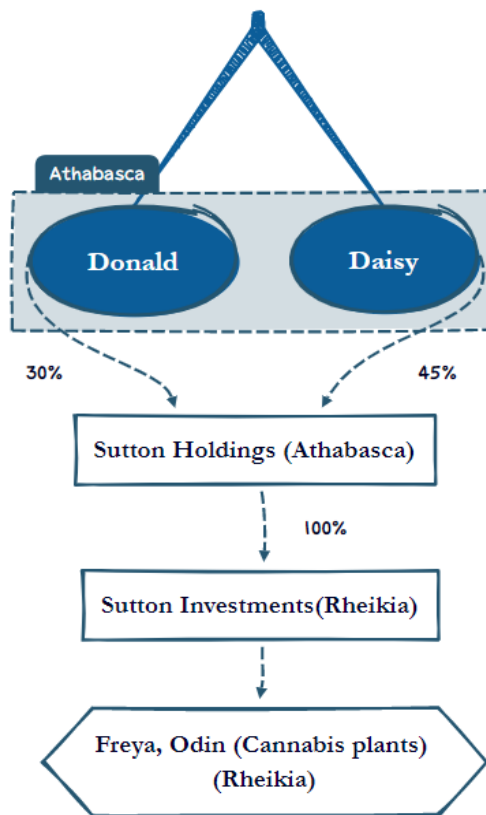 Athabasca
Donald
Daisy
30%
45%
Sutton Holdings (Athabasca)
100%
Sutton Investments(Rheikia)
Freya, Odin (Cannabis plants)
(Rheikia)